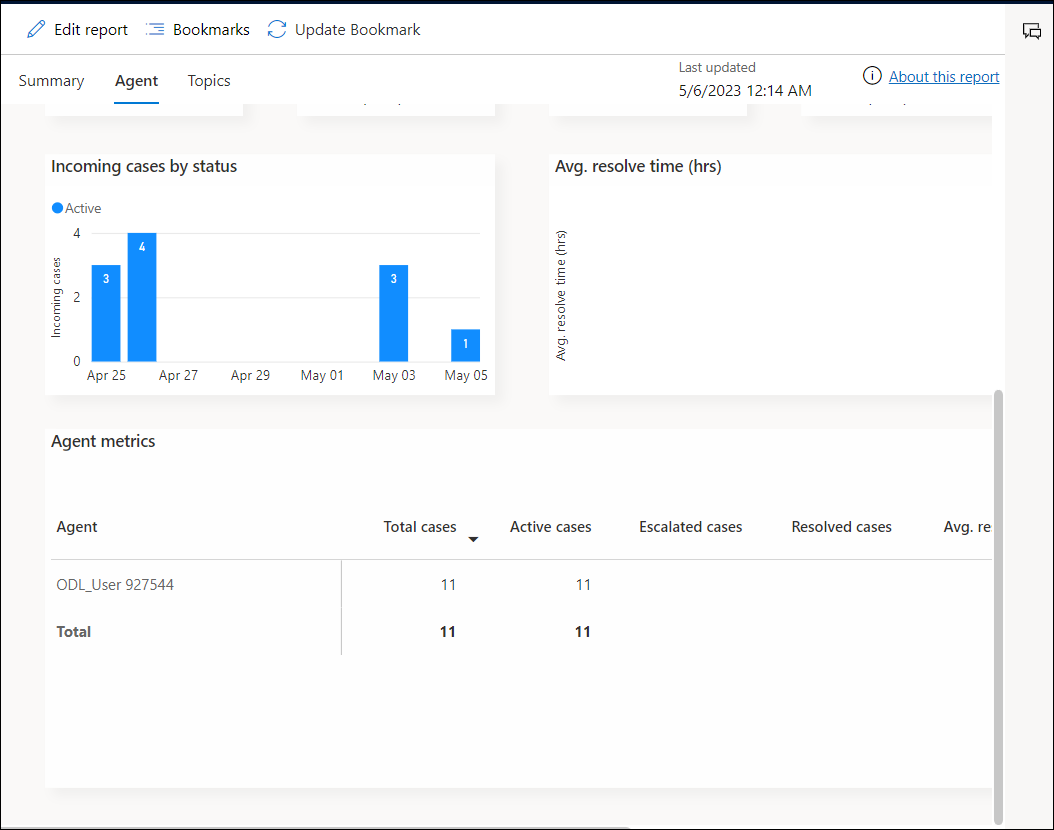 Edit report Bookmarks Update Bookmark
Summary Agent Topics
Last updated
5/6/2023 12:14 AM
About this report
Incoming cases by status
Active
Incoming cases
4
2
0
3
4
3
1
Apr 25 Apr 27 Apr 29 May 01 May 03 May 05
Avg. resolve time (hrs)
Avg. resolve time (hrs)
Agent metrics
Agent Total cases Active cases Escalated cases Resolved cases Avg. re
ODL_User 927544 11 11
Total 11 11